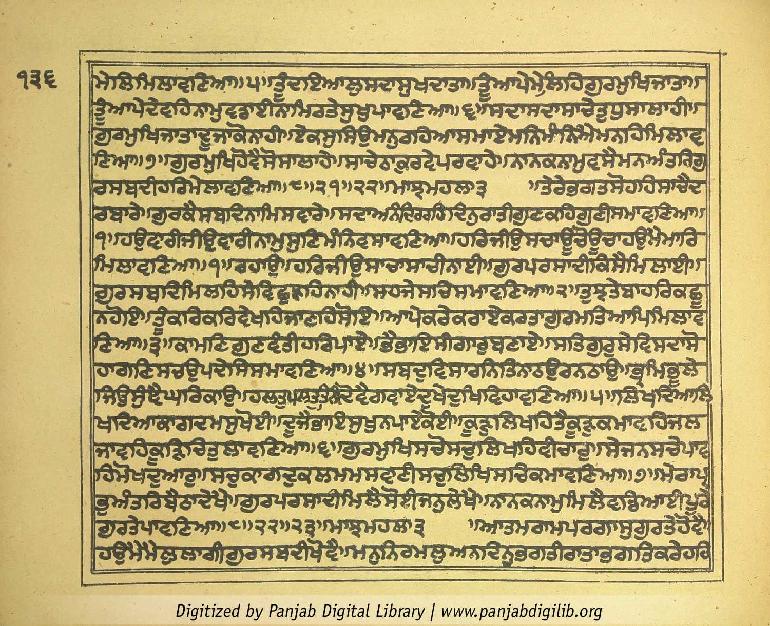 ੧੩੬
ਮੇਲਿਮਿਲਾਵਣਿਆ॥੫॥ਤੂੰਦਇਆਲੁਸਦਾਸੁਖਦਾਤਾ॥ਤੂੰਆਪੇਮੇਲਹਿਗੁਰਮੁਖਿਜਾਤਾ॥
ਤੂੰਆਪੇਦੇਵਹਿਨਾਮੁਵਡਾਈਨਾਮਿਰਤੇਸੁਖੁਪਾਵਣਿਆ॥੬॥ਸਦਾਸਦਾਸਾਚੇਤੁਧੁਸਾਲਾਹੀ॥
ਗੁਰਮੁਖਿਜਾਤਾਦੂਜਾਕੋਨਾਹੀ॥ਏਕਸੁਸਿਉਮਨੁਰਹਿਆਸਮਾਏਮਨਿਮੰਨਿਐਮਨਹਿਮਿਲਾਵ
ਣਿਆ॥੭॥ਗੁਰਮੁਖਿਹੋਵੈਸੋਸਾਲਾਹੇ॥ਸਾਚੇਠਾਕੁਰਵੇਪਰਵਾਹੇ॥ਨਾਨਕਨਾਮੁਵਸੈਮਨਅੰਤਰਿਗੁ
ਰਸਬਦੀਹਰਿਮੇਲਾਵਣਿਆ॥੮॥੨੧॥੨੨॥ਮਾਝਮਹਲਾ੩ ॥ਤੇਰੇਭਗਤਸੋਹਹਿਸਾਚੈਦ
ਰਬਾਰੇ॥ਗੁਰਕੈਸਬਦਿਨਾਮਿਸਵਾਰੇ॥ਸਦਾਅਨੰਦਿਰਹਹਿਦਿਨੁਰਾਤੀਗੁਣਕਹਿਗੁਣੀਸਮਾਵਣਿਆ॥
੧॥ਹਉਵਾਰੀਜੀਉਵਾਰੀਨਾਮੁਸੁਣਿਮੰਨਿਵਸਾਵਣਿਆ॥ਹਰਿਜੀਉਸਚਾਊਚੋਊਚਾਹਉਮੈਮਾਰਿ
ਮਿਲਾਵਣਿਆ॥੧॥ਰਹਾਉ॥ਹਰਿਜੀਉਸਾਚਾਸਾਚੀਨਾਈ॥ਗੁਰਪਰਸਾਦੀਕਿਸੈਮਿਲਾਈ॥
ਗੁਰਸਬਦਿਮਿਲਹਿਸੇਵਿਛੁੜਹਿਨਾਹੀ॥ਸਹਜੇਸਚਿਸਮਾਵਣਿਆ॥੨॥ਤੁਝਤੇਬਾਹਰਿਕਛੂ
ਨਹੋਇ॥ਤੂੰਕਰਿਕਰਿਵੇਖਹਿਜਾਣਹਿਸੋਇ॥ਆਪੇਕਰੇਕਰਾਏਕਰਤਾਗੁਰਮਤਿਆਪਿਮਿਲਾਵ
ਣਿਆ॥੩॥ਕਾਮਣਿਗੁਣਵੰਤੀਹਰਿਪਾਏ॥ਭੈਭਾਇਸੀਗਾਰੁਬਣਾਏ॥ਸਤਿਗੁਰੁਸੇਵਿਸਦਾਸੋ
ਹਾਗਣਿਸਚਉਪਦੇਸਿਸਮਾਵਣਿਆ॥੪॥ਸਬਦੁਵਿਸਾਰਨਿਤਿਨਾਠਉਰਨਠਾਉ॥ਭ੍ਰਮਿਭੂਲੇ
ਜਿਉਸੁੰਞੈਘਰਿਕਾਉ॥ਹਲਤੁਪਲਤੁਤਿਨੀਦੋਵੈਗਵਾਏਦੁਖੇਦੁਖਿਵਿਹਾਵਣਿਆ॥੫॥ਲਿਖਦਿਆਲਿ
ਖਦਿਆਕਾਗਦਮਸੁਖੋਈ॥ਦੂਜੈਭਾਇਸੁਖੁਨਪਾਏਕੋਈ॥ਕੂੜੁਲਿਖਹਿਤੈਕੂੜੁਕਮਾਵਹਿਜਲਿ
ਜਾਵਹਿਕੂੜਿਚਿਤੁਲਾਵਣਿਆ॥੬॥ਗੁਰਮੁਖਿਸਚੋਸਚੁਲਿਖਹਿਵੀਚਾਰੁ॥ਸੇਜਨਸਚੇਪਾਵ
ਹਿਮੋਖਦੁਆਰੁ॥ਸਚੁਕਾਗਦੁਕਲਮਮਸਵਾਣੀਸਚੁਲਿਖਿਸਚਿਸਮਾਵਣਿਆ॥੭॥ਮੇਰਾਪ੍ਰ
ਭੁਅੰਤਰਿਬੈਠਾਵੇਖੈ॥ਗੁਰਪਰਸਾਦੀਮਿਲੈਸੋਈਜਨੁਲੇਖੈ॥ਨਾਨਕਨਾਮੁਮਿਲੈਵਡਿਆਈਪੂਰੇ
ਗੁਰਤੇਪਾਵਣਿਆ॥੮॥੨੨॥੨੩॥ਮਾਝਮਹਲਾ੩ ॥ਆਤਮਰਾਮਪਰਗਾਸੁਗੁਰਤੇਹੋਵੈ॥
ਹਉਮੈਮੈਲੁਲਾਗੀਗੁਰਸਬਦੀਖੋਵੈ॥ਮਨੁਨਿਰਮਲੁਅਨਦਿਨੁਭਗਤੀਰਾਤਾਭਗਤਿਕਰੇਹਰਿ
Digitized by Panjab Digital Library | www.panjabdigilib.org